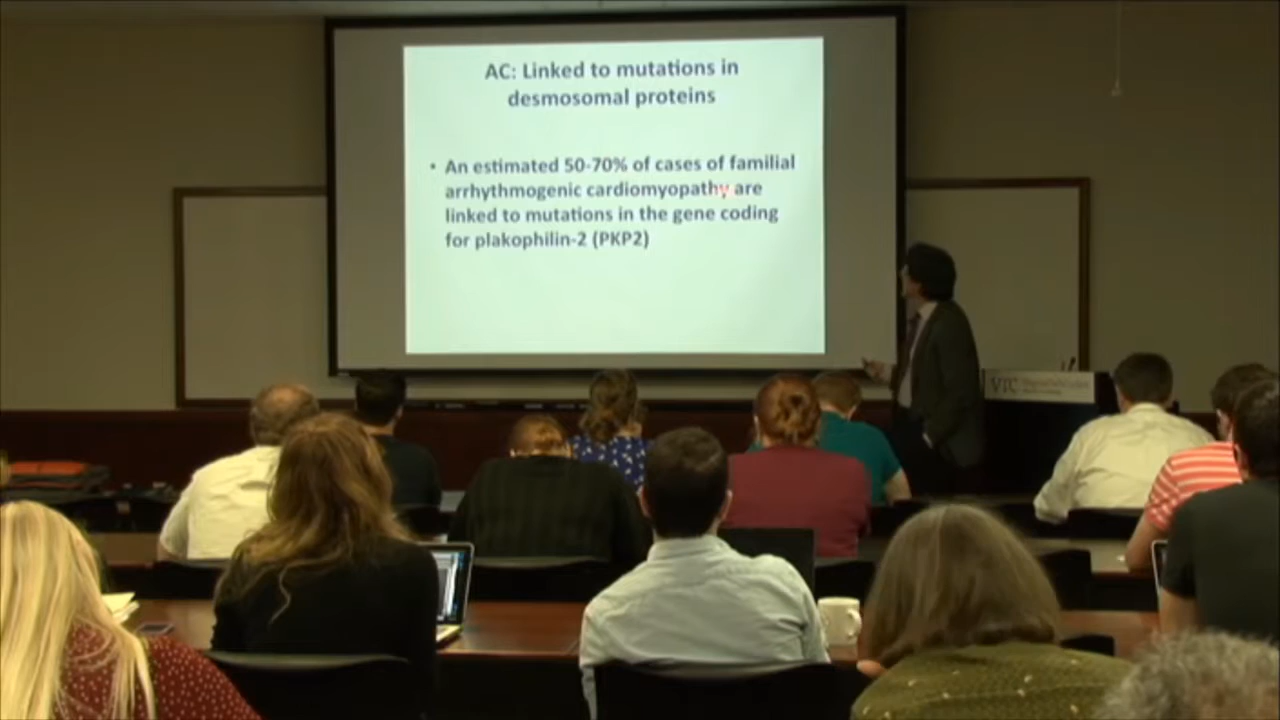 AC: Linked to mutations in
desmosomal proteins
• An estimated 50-70% of cases of familial
arrhythmogenic cardiomyopathy are
linked to mutations in the gene coding
for plakophilin-2 (PKP2)
VTC